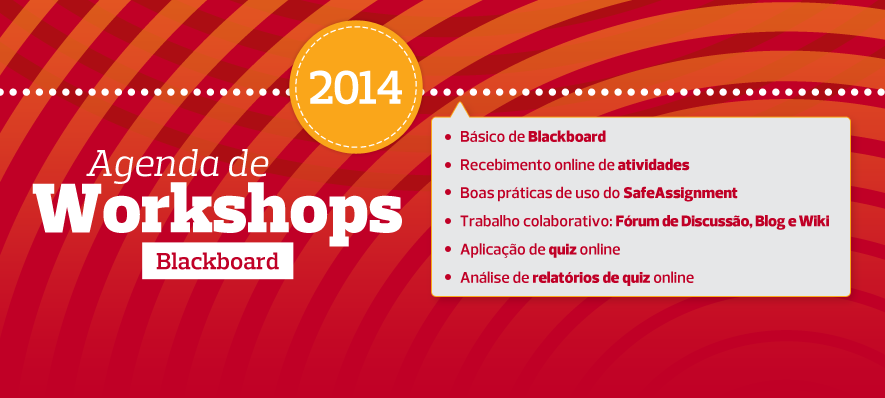 2014
Agenda de
Workshops
Blackboard
• Básico de Blackboard
• Recebimento online de atividades
• Boas práticas de uso do SafeAssignment
• Trabalho colaborativo: Fórum de Discussão, Blog e Wiki
• Aplicação de quiz online
• Análise de relatórios de quiz online